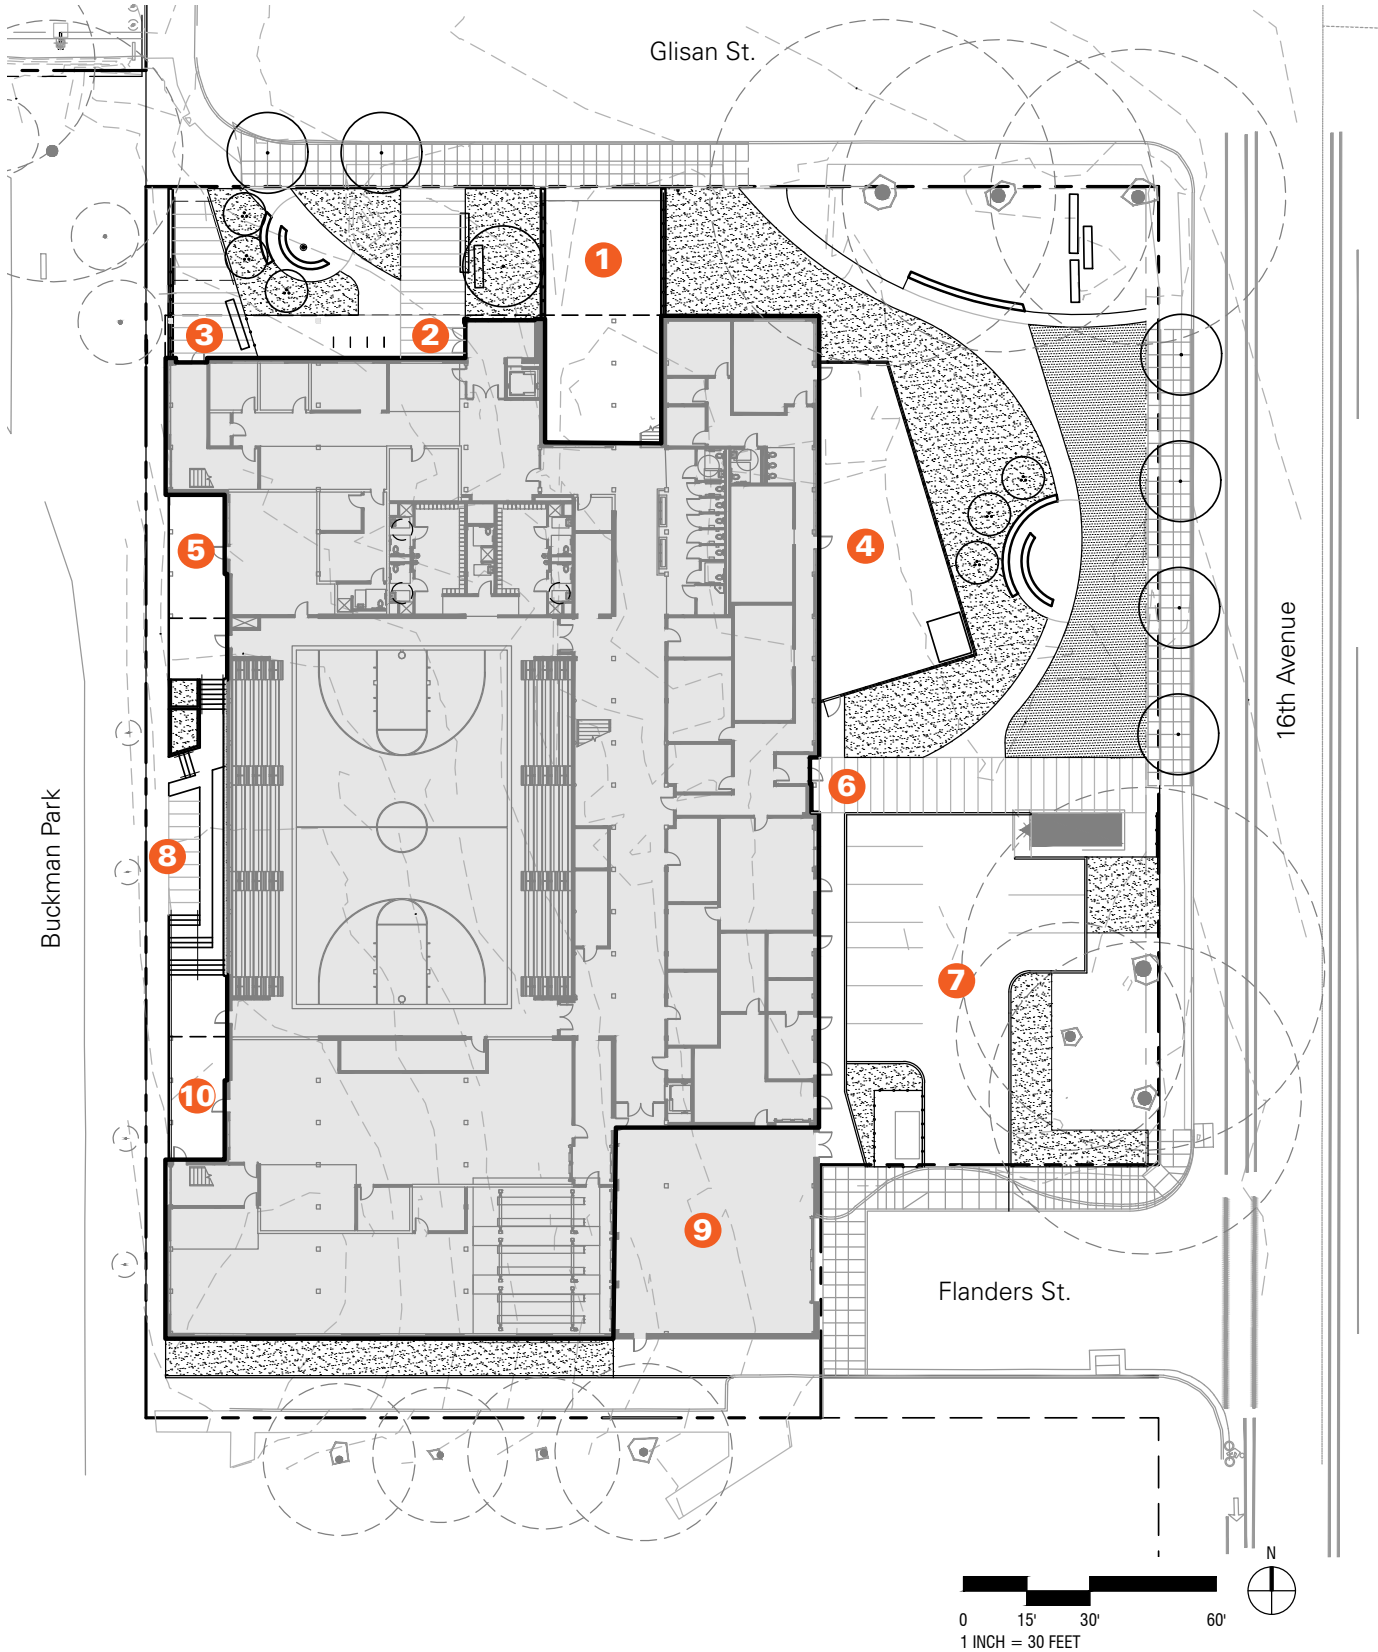 Glisan St.
1
3
2
5
4
16th Avenue
6
Buckman Park
8
7
10
9
Flanders St.
N
0 15' 30' 60'
1 INCH = 30 FEET